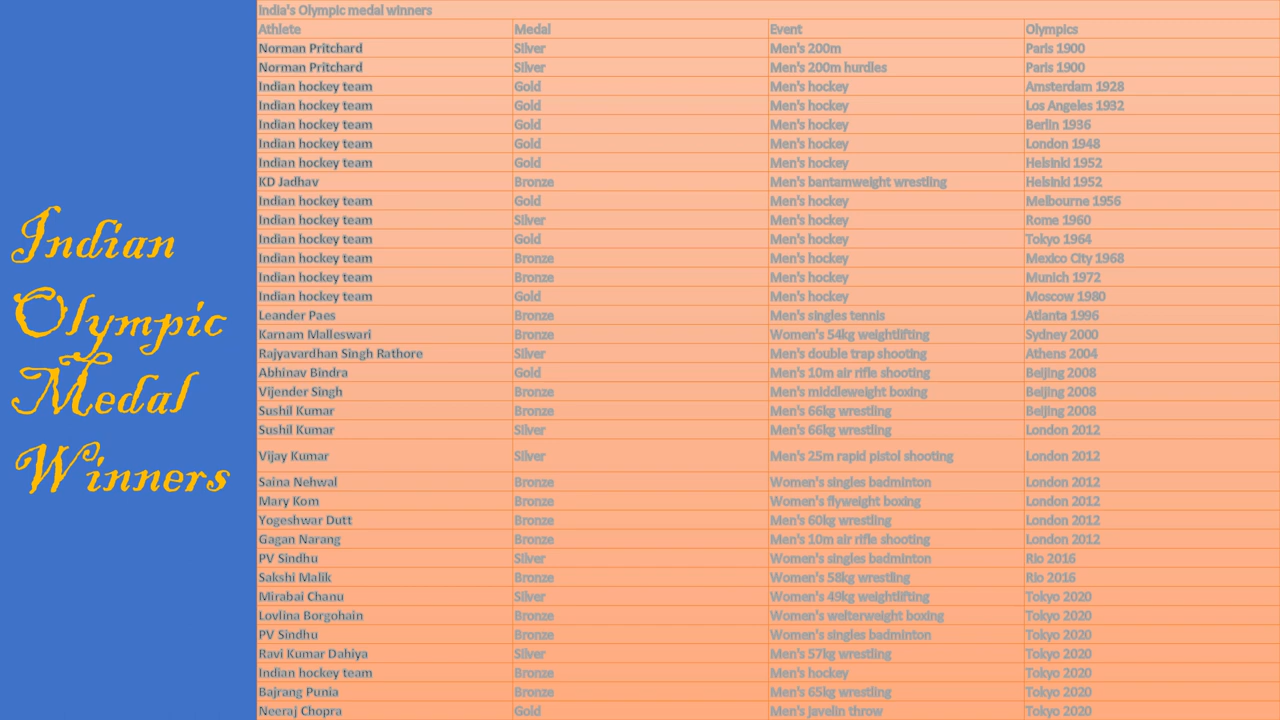 Indian
Olympic
Medal
Winners
India's Olympic medal winners
Athlete Medal Event Olympics
Norman Pritchard Silver Men's 200m Paris 1900
Norman Pritchard Silver Men's 200m hurdles Paris 1900
Indian hockey team Gold Men's hockey Amsterdam 1928
Indian hockey team Gold Men's hockey Los Angeles 1932
Indian hockey team Gold Men's hockey Berlin 1936
Indian hockey team Gold Men's hockey London 1948
Indian hockey team Gold Men's hockey Helsinki 1952
KD Jadhav Bronze Men's bantamweight wrestling Helsinki 1952
Indian hockey team Gold Men's hockey Melbourne 1956
Indian hockey team Silver Men's hockey Rome 1960
Indian hockey team Gold Men's hockey Tokyo 1964
Indian hockey team Bronze Men's hockey Mexico City 1968
Indian hockey team Bronze Men's hockey Munich 1972
Indian hockey team Gold Men's hockey Moscow 1980
Leander Paes Bronze Men's singles tennis Atlanta 1996
Karnam Malleswari Bronze Women's 54kg weightlifting Sydney 2000
Rajyavardhan Singh Rathore Silver Men's double trap shooting Athens 2004
Abhinav Bindra Gold Men's 10m air rifle shooting Beijing 2008
Vijender Singh Bronze Men's middleweight boxing Beijing 2008
Sushil Kumar Bronze Men's 66kg wrestling Beijing 2008
Sushil Kumar Silver Men's 66kg wrestling London 2012
Vijay Kumar Silver Men's 25m rapid pistol shooting London 2012
Saina Nehwal Bronze Women's singles badminton London 2012
Mary Kom Bronze Women's flyweight boxing London 2012
Yogeshwar Dutt Bronze Men's 60kg wrestling London 2012
Gagan Narang Bronze Men's 10m air rifle shooting London 2012
PV Sindhu Silver Women's singles badminton Rio 2016
Sakshi Malik Bronze Women's 58kg wrestling Rio 2016
Mirabai Chanu Silver Women's 49kg weightlifting Tokyo 2020
Lovlina Borgohain Bronze Women's welterweight boxing Tokyo 2020
PV Sindhu Bronze Women's singles badminton Tokyo 2020
Ravi Kumar Dahiya Silver Men's 57kg wrestling Tokyo 2020
Indian hockey team Bronze Men's hockey Tokyo 2020
Bajrang Punia Bronze Men's 65kg wrestling Tokyo 2020
Neeraj Chopra Gold Men's javelin throw Tokyo 2020